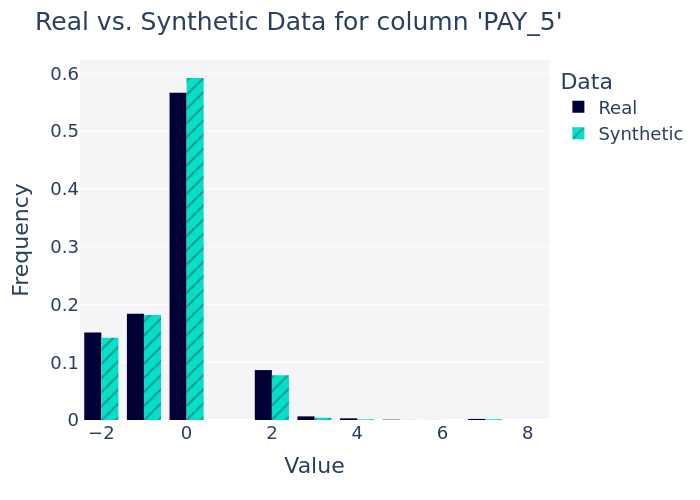 Real vs. Synthetic Data for column 'PAY_5'
Data
Real
Synthetic
Frequency
0.6
0.5
0.4
0.3
0.2
0.1
0
−2
0
2
4
6
8
Value